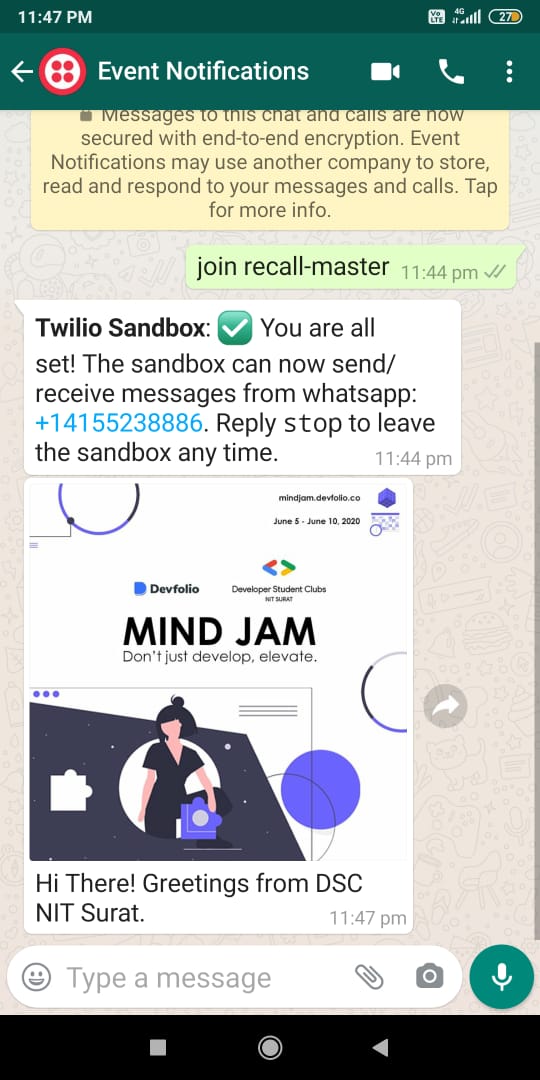 11:47 PM
Vo LTE 4G 27
Event Notifications
Messages to this chat and calls are now
secured with end-to-end encryption. Event
Notifications may use another company to store,
read and respond to your messages and calls. Tap
for more info.
join recall-master 11:44 pm
Twilio Sandbox: ✅ You are all
set! The sandbox can now send/
receive messages from whatsapp:
+14155238886. Reply stop to leave
the sandbox any time. 11:44 pm
mindjam.devfolio.co
June 5 - June 10, 2020
Devfolio
Developer Student Clubs
NIT SURAT
MIND JAM
Don't just develop, elevate.
Hi There! Greetings from DSC
NIT Surat. 11:47 pm
Type a message